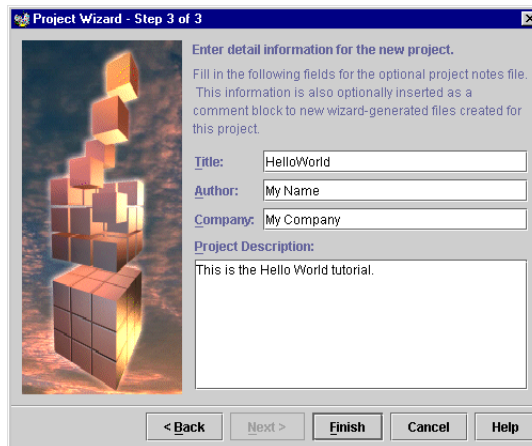 Project Wizard - Step 3 of 3
Enter detail information for the new project.
Fill in the following fields for the optional project notes file.
This information is also optionally inserted as a
comment block to new wizard-generated files created for
this project.
Title: HelloWorld
Author: My Name
Company: My Company
Project Description:
This is the Hello World tutorial.
< Back Next > Finish Cancel Help